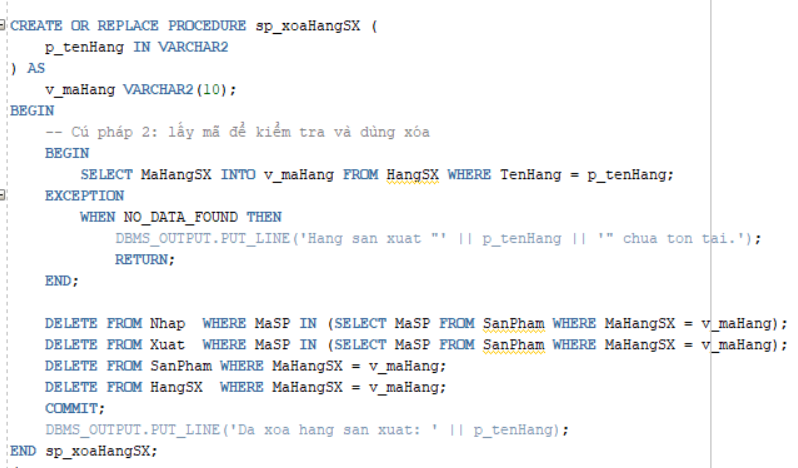 CREATE OR REPLACE PROCEDURE sp_xoaHangSX (
    p_tenHang IN VARCHAR2
) AS
    v_maHang VARCHAR2(10);
BEGIN
    -- Cú pháp 2: lấy mã để kiểm tra và dùng xóa
    BEGIN
        SELECT MaHangSX INTO v_maHang FROM HangSX WHERE TenHang = p_tenHang;
    EXCEPTION
        WHEN NO_DATA_FOUND THEN
            DBMS_OUTPUT.PUT_LINE('Hang san xuat "' || p_tenHang || '" chua ton tai.');
            RETURN;
    END;

    DELETE FROM Nhap  WHERE MaSP IN (SELECT MaSP FROM SanPham WHERE MaHangSX = v_maHang);
    DELETE FROM Xuat  WHERE MaSP IN (SELECT MaSP FROM SanPham WHERE MaHangSX = v_maHang);
    DELETE FROM SanPham WHERE MaHangSX = v_maHang;
    DELETE FROM HangSX  WHERE MaHangSX = v_maHang;
    COMMIT;
    DBMS_OUTPUT.PUT_LINE('Da xoa hang san xuat: ' || p_tenHang);
END sp_xoaHangSX;